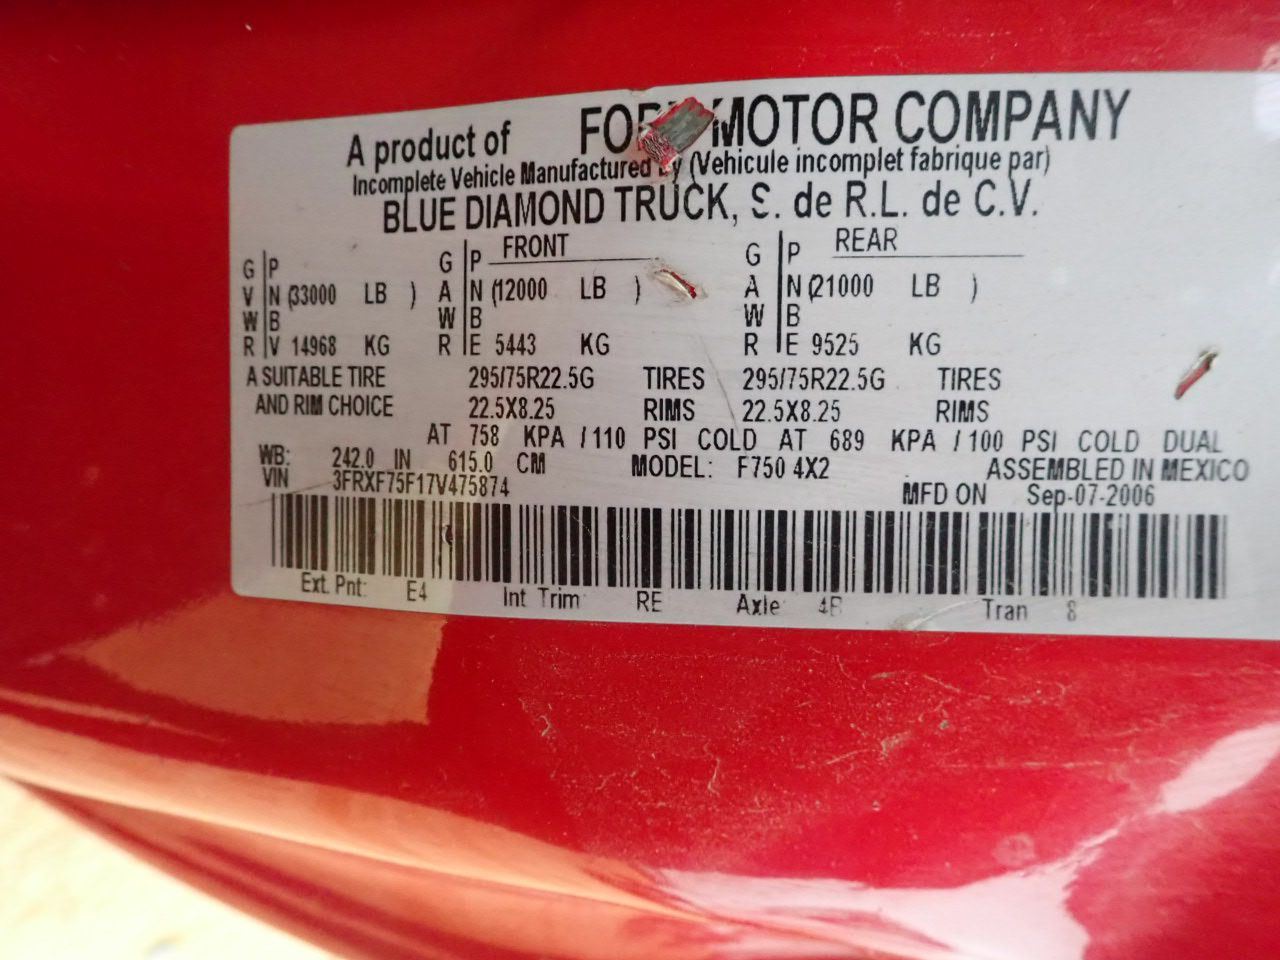 A product of FORD MOTOR COMPANY
Incomplete Vehicle Manufactured by (Vehicule incomplet fabrique par)
BLUE DIAMOND TRUCK, S. de R.L. de C.V.
FRONT REAR
G P G P G P
V N (33000 LB ) A N (12000 LB ) A N (21000 LB )
W B W B W B
R V 14968 KG R E 5443 KG R E 9525 KG
A SUITABLE TIRE 295/75R22.5G TIRES 295/75R22.5G TIRES
AND RIM CHOICE 22.5X8.25 RIMS 22.5X8.25 RIMS
AT 758 KPA / 110 PSI COLD AT 689 KPA / 100 PSI COLD DUAL
WB: 242.0 IN 615.0 CM MODEL: F750 4X2 ASSEMBLED IN MEXICO
VIN 3FRXF75F17V475874 MFD ON Sep-07-2006
Ext. Pnt: E4 Int Trim RE Axle Tran 8